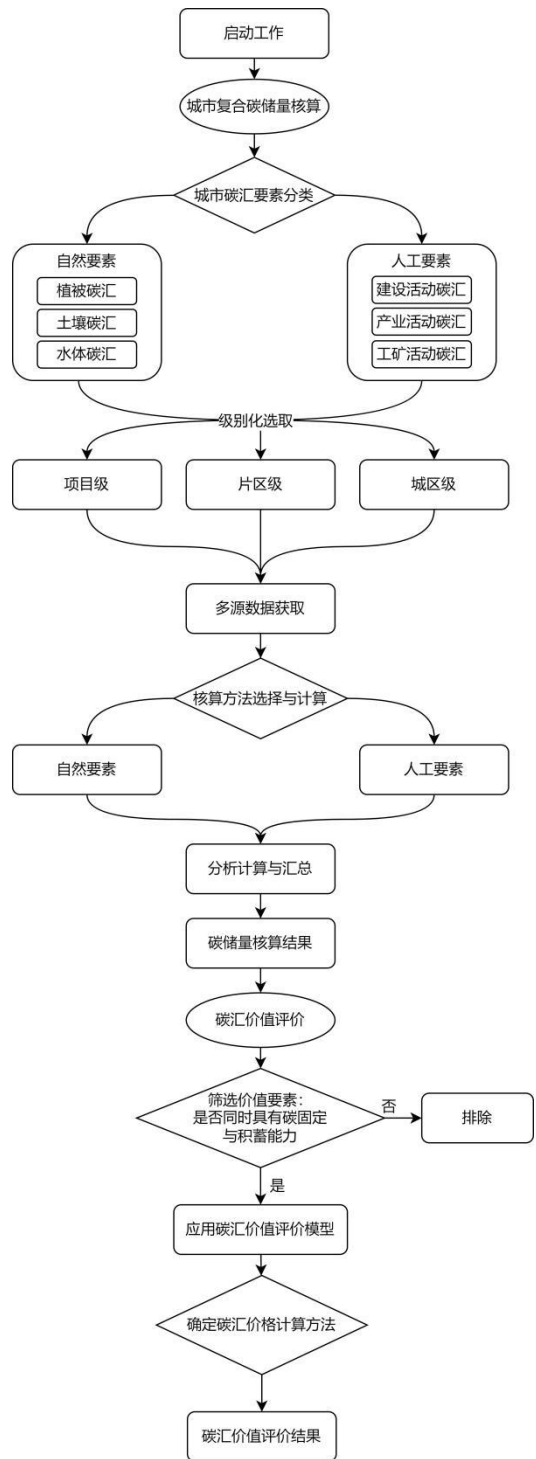 启动工作
城市复合碳储量核算
城市碳汇要素分类
自然要素
植被碳汇
土壤碳汇
水体碳汇
人工要素
建设活动碳汇
产业活动碳汇
工矿活动碳汇
级别化选取
项目级
片区级
城区级
多源数据获取
核算方法选择与计算
自然要素
人工要素
分析计算与汇总
碳储量核算结果
碳汇价值评价
筛选价值要素：
是否同时具有碳固定
与积蓄能力
否
排除
是
应用碳汇价值评价模型
确定碳汇价格计算方法
碳汇价值评价结果